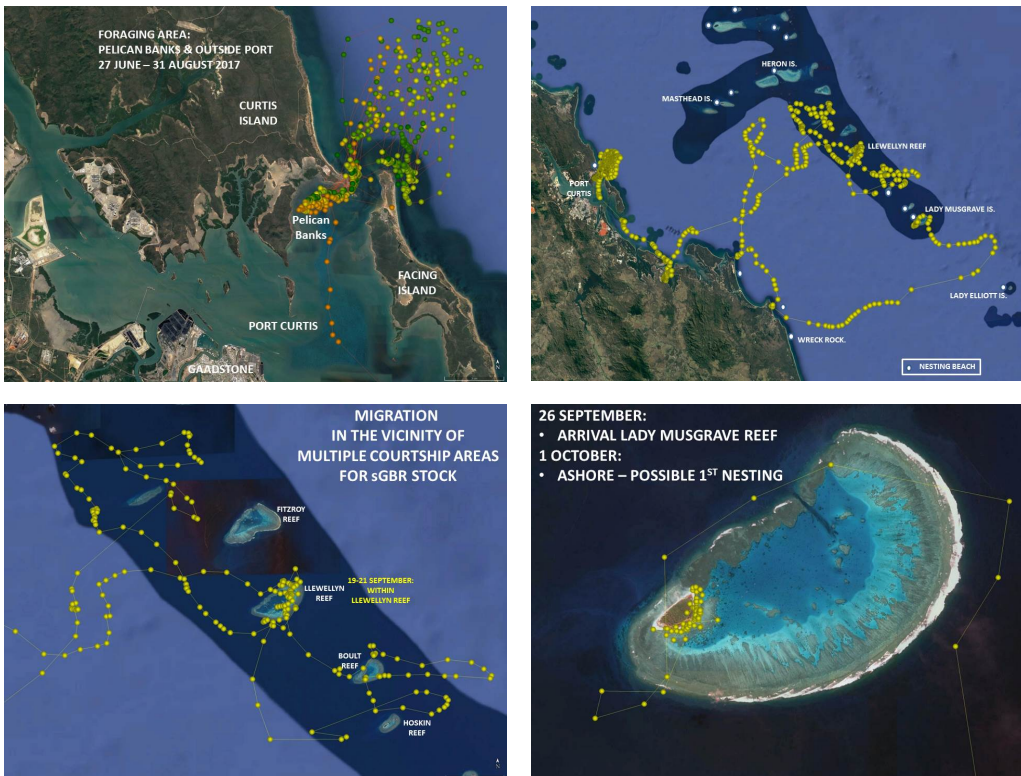 FORAGING AREA:
PELICAN BANKS & OUTSIDE PORT
27 JUNE – 31 AUGUST 2017
CURTIS
ISLAND
Pelican
Banks
FACING
ISLAND
PORT CURTIS
GAADSTONE
N
HERON IS.
MASTHEAD IS.
LLEWELLYN REEF
PORT
CURTIS
LADY MUSGRAVE IS.
LADY ELLIOTT IS.
WRECK ROCK.
NESTING BEACH
MIGRATION
IN THE VICINITY OF
MULTIPLE COURTSHIP AREAS
FOR sGBR STOCK
FITZROY
REEF
LLEWELLYN
REEF
19-21 SEPTEMBER:
WITHIN
LLEWELLYN REEF
BOULT
REEF
HOSKIN
REEF
N
26 SEPTEMBER:
• ARRIVAL LADY MUSGRAVE REEF
1 OCTOBER:
• ASHORE – POSSIBLE 1ST NESTING